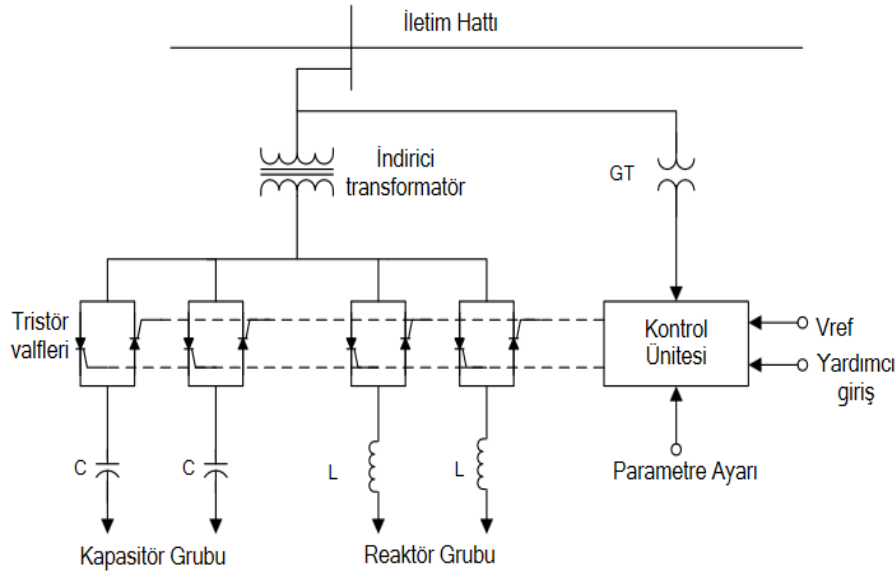 İletim Hattı
İndirici
transformatör
GT
Tristör
valfleri
Kontrol
Ünitesi
Vref
Yardımcı
giriş
C
C
L
L
Parametre Ayarı
Kapasitör Grubu
Reaktör Grubu